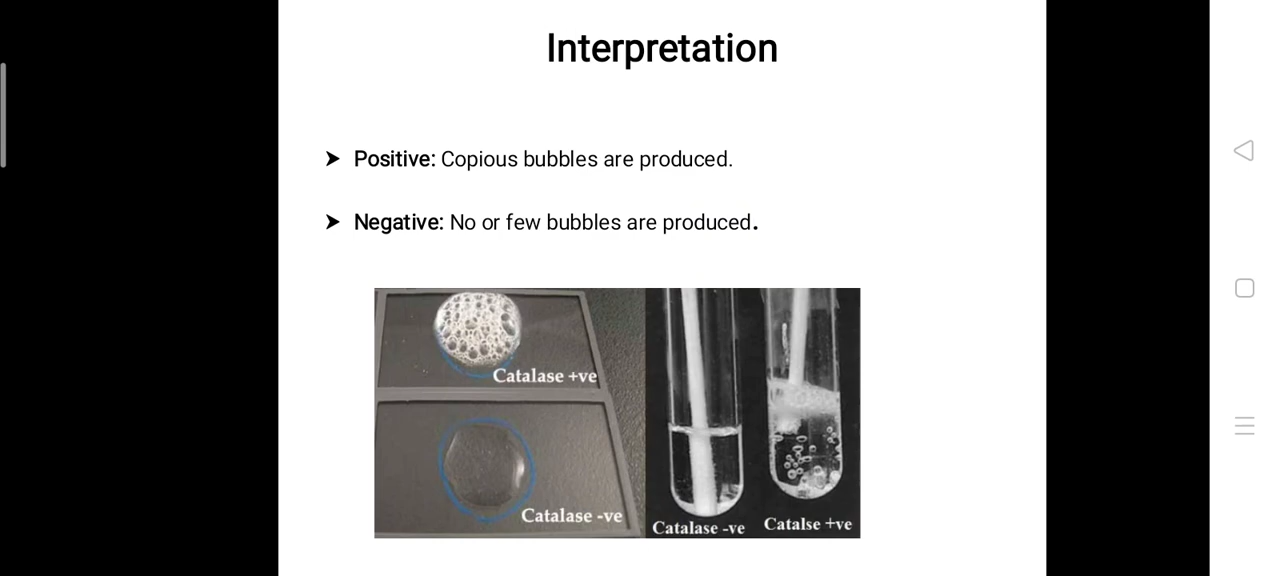 Interpretation
➤ Positive: Copious bubbles are produced.
➤ Negative: No or few bubbles are produced.
Catalase +ve
Catalase -ve
Catalase -ve
Catalse +ve